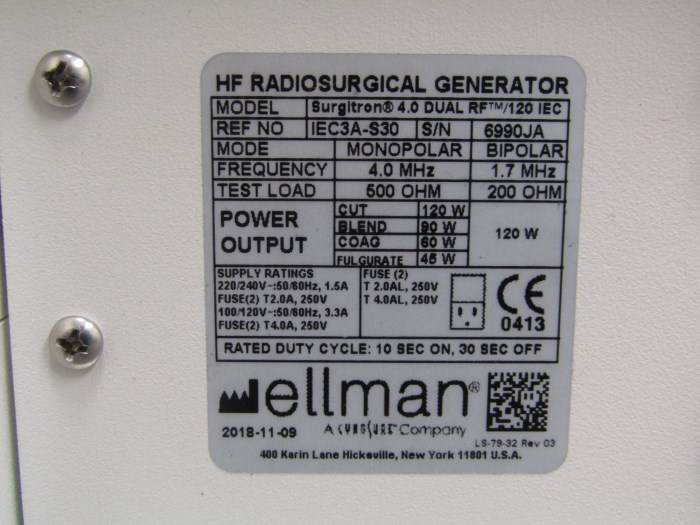 HF RADIOSURGICAL GENERATOR
MODEL Surgitron® 4.0 DUAL RF™/120 IEC
REF NO IEC3A-S30 S/N 6990JA
MODE MONOPOLAR BIPOLAR
FREQUENCY 4.0 MHz 1.7 MHz
TEST LOAD 500 OHM 200 OHM
POWER OUTPUT
CUT 120 W
BLEND 90 W
COAG 60 W
FULGURATE 45 W
120 W
SUPPLY RATINGS
220/240V~:50/60Hz, 1.5A
FUSE(2) T2.0A, 250V
100/120V~:50/60Hz, 3.3A
FUSE(2) T4.0A, 250V
FUSE (2)
T 2.0AL, 250V
T 4.0AL, 250V
CE
0413
RATED DUTY CYCLE: 10 SEC ON, 30 SEC OFF
ellman®
2018-11-09
A CYNOSURE Company
LS-79-32 Rev 03
400 Karin Lane Hicksville, New York 11801 U.S.A.